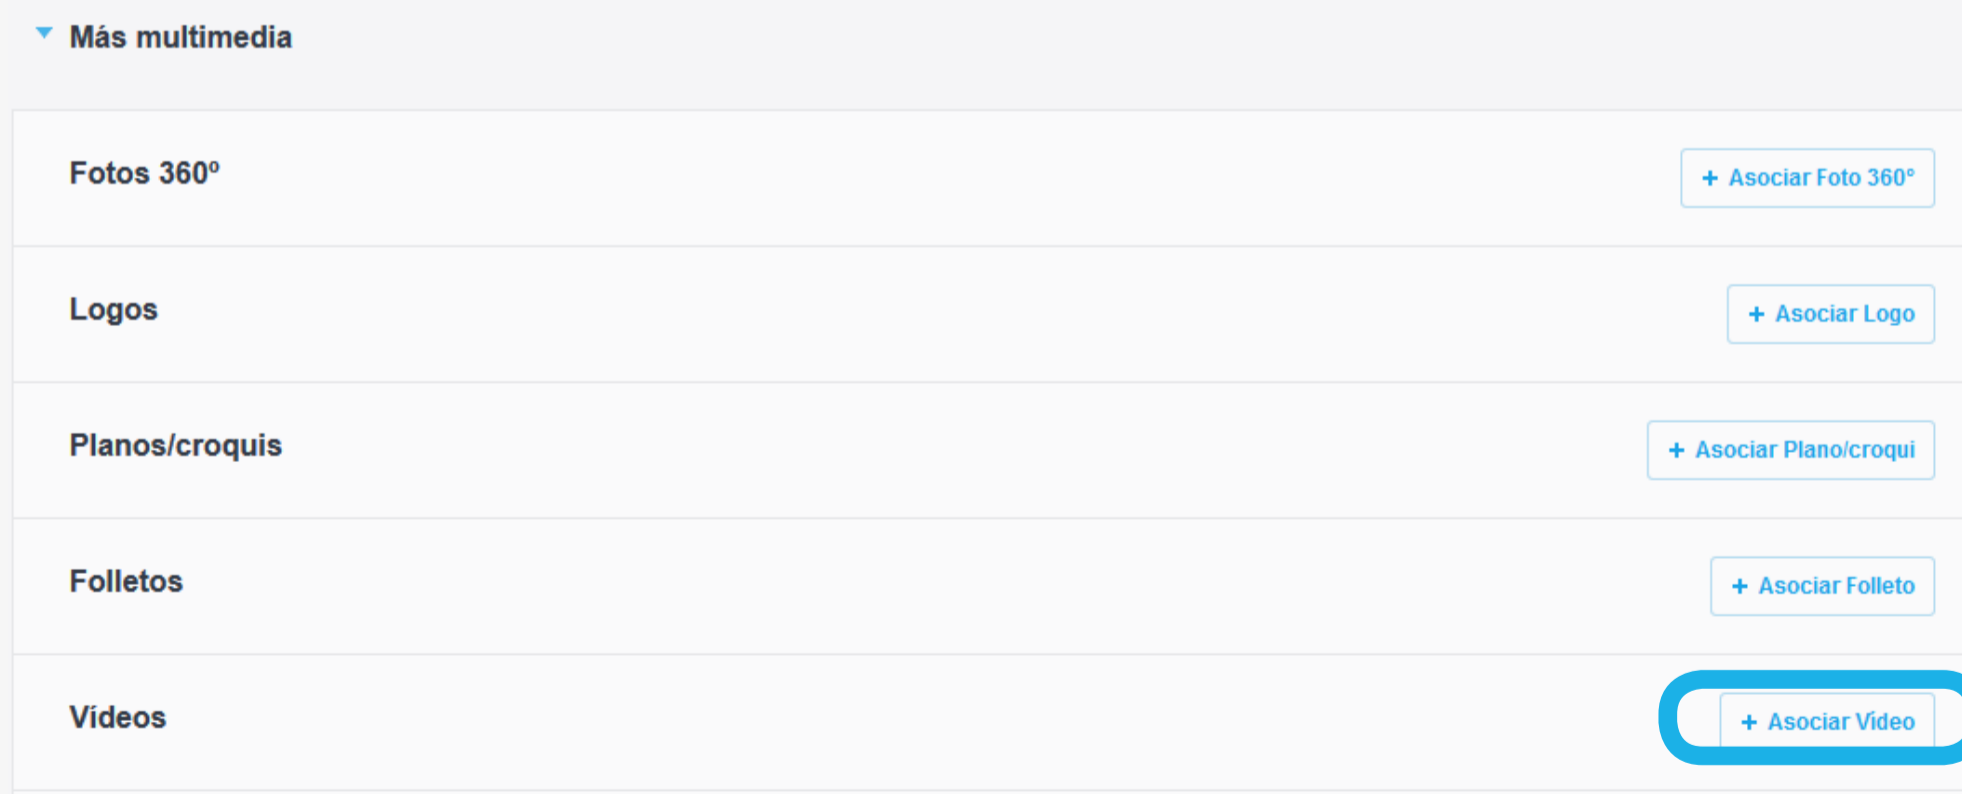 Más multimedia
Fotos 360º
+ Asociar Foto 360º
Logos
+ Asociar Logo
Planos/croquis
+ Asociar Plano/croqui
Folletos
+ Asociar Folleto
Vídeos
+ Asociar Vídeo